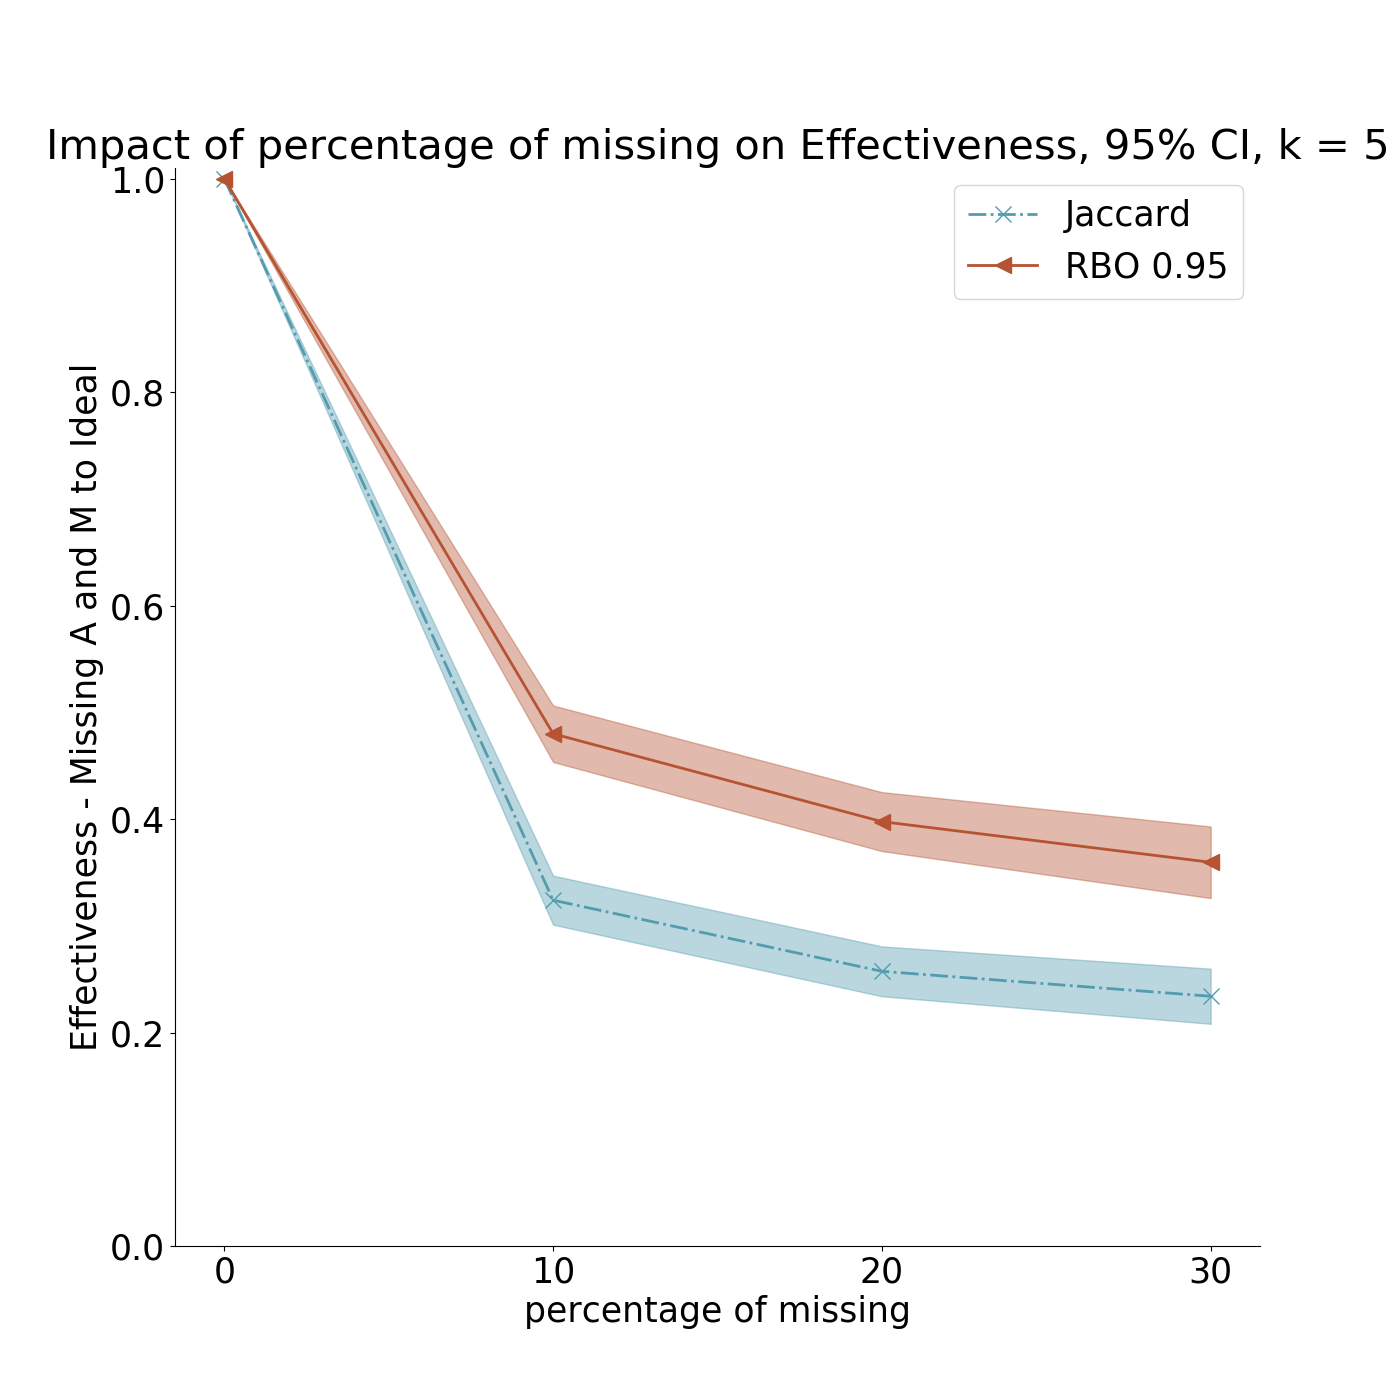 Impact of percentage of missing on Effectiveness, 95% CI, k = 5
Jaccard
RBO 0.95
Effectiveness - Missing A and M to Ideal
1.0
0.8
0.6
0.4
0.2
0.0
0 10 20 30
percentage of missing